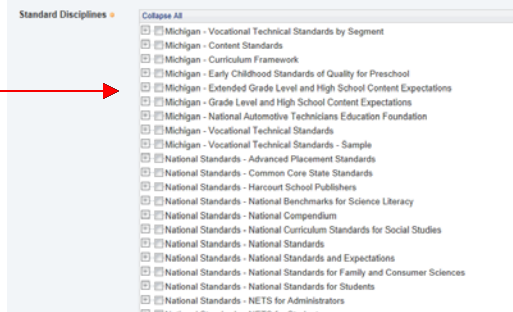 Standard Disciplines
Collapse All
Michigan - Vocational Technical Standards by Segment
Michigan - Content Standards
Michigan - Curriculum Framework
Michigan - Early Childhood Standards of Quality for Preschool
Michigan - Extended Grade Level and High School Content Expectations
Michigan - Grade Level and High School Content Expectations
Michigan - National Automotive Technicians Education Foundation
Michigan - Vocational Technical Standards
Michigan - Vocational Technical Standards - Sample
National Standards - Advanced Placement Standards
National Standards - Common Core State Standards
National Standards - Harcourt School Publishers
National Standards - National Benchmarks for Science Literacy
National Standards - National Compendium
National Standards - National Curriculum Standards for Social Studies
National Standards - National Standards
National Standards - National Standards and Expectations
National Standards - National Standards for Family and Consumer Sciences
National Standards - National Standards for Students
National Standards - NETS for Administrators